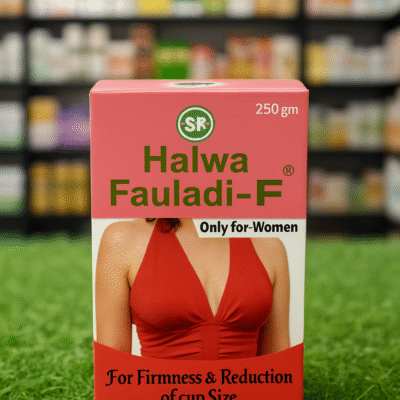 SR
250 gm
Halwa
Fauladi-F®
Only for-Women
For Firmness & Reduction
of cup Size